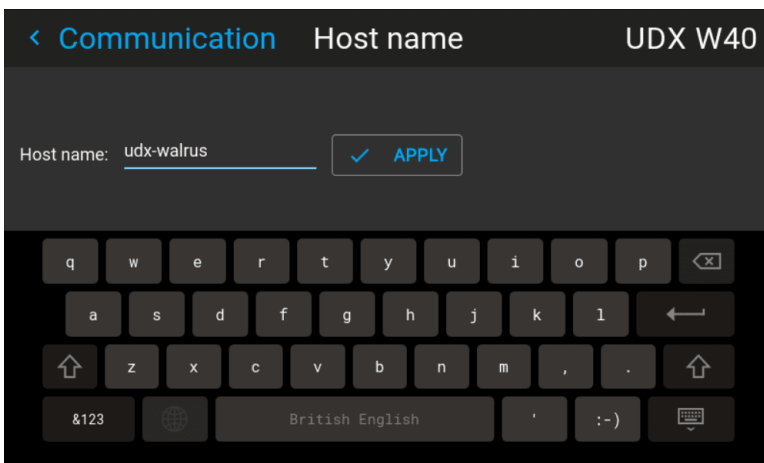 Communication Host name UDX W40
Host name: udx-walrus APPLY
q w e r t y u i o p
a s d f g h j k l
z x c v b n m , .
&123 British English ' :-)